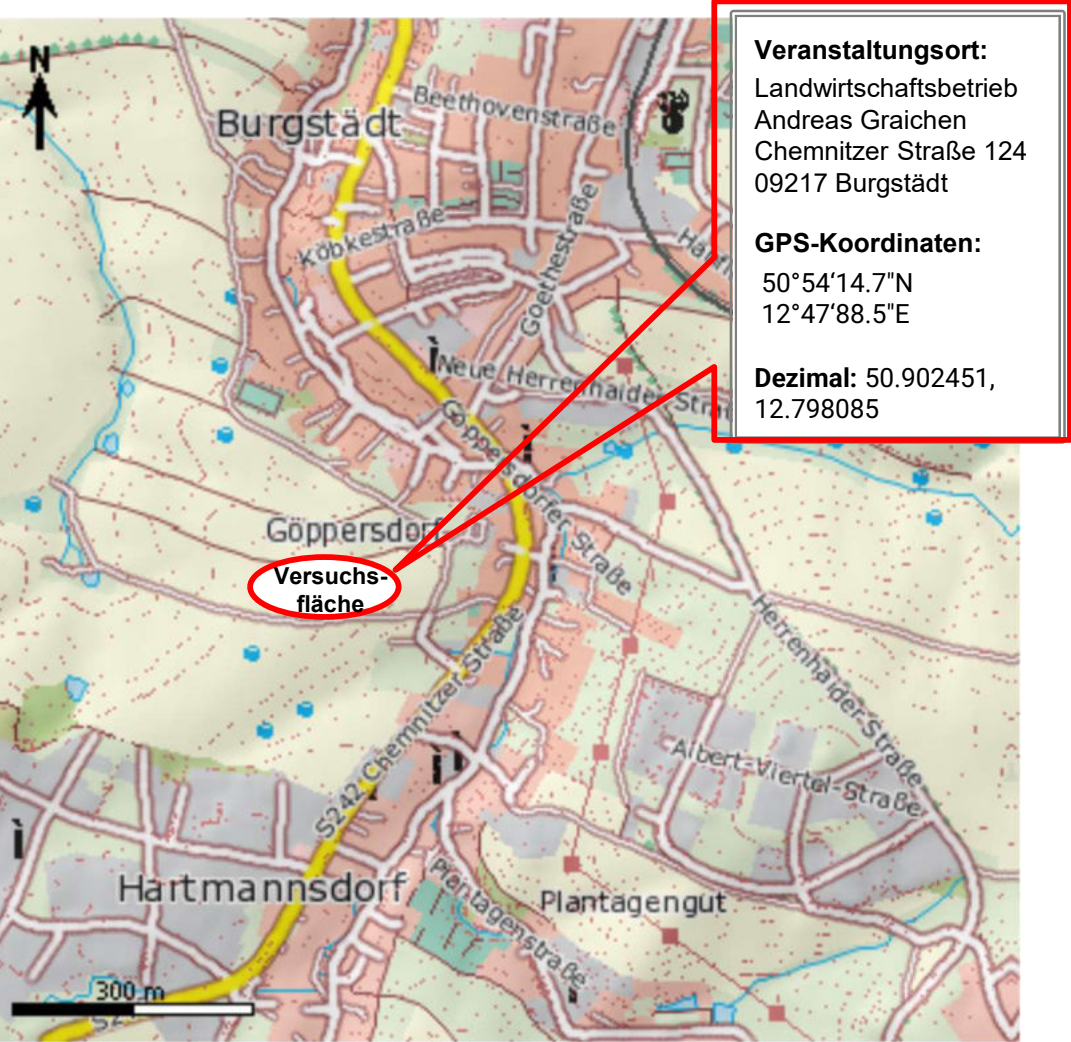 N
Burgstädt
Beethovenstraße
Köbkestraße
Goethestraße
Neue Herrenhaider Stra
Göppersdorfer Straße
Göppersdorf
Versuchs-
fläche
Herrenhaider-Straße
Albert-Viertel-Straße
S242 Chemnitzer Straße
Hartmannsdorf
Plantagengut
Plantagenstraße
300 m
Veranstaltungsort:
Landwirtschaftsbetrieb
Andreas Graichen
Chemnitzer Straße 124
09217 Burgstädt
GPS-Koordinaten:
50°54‘14.7"N
12°47‘88.5"E
Dezimal: 50.902451,
12.798085